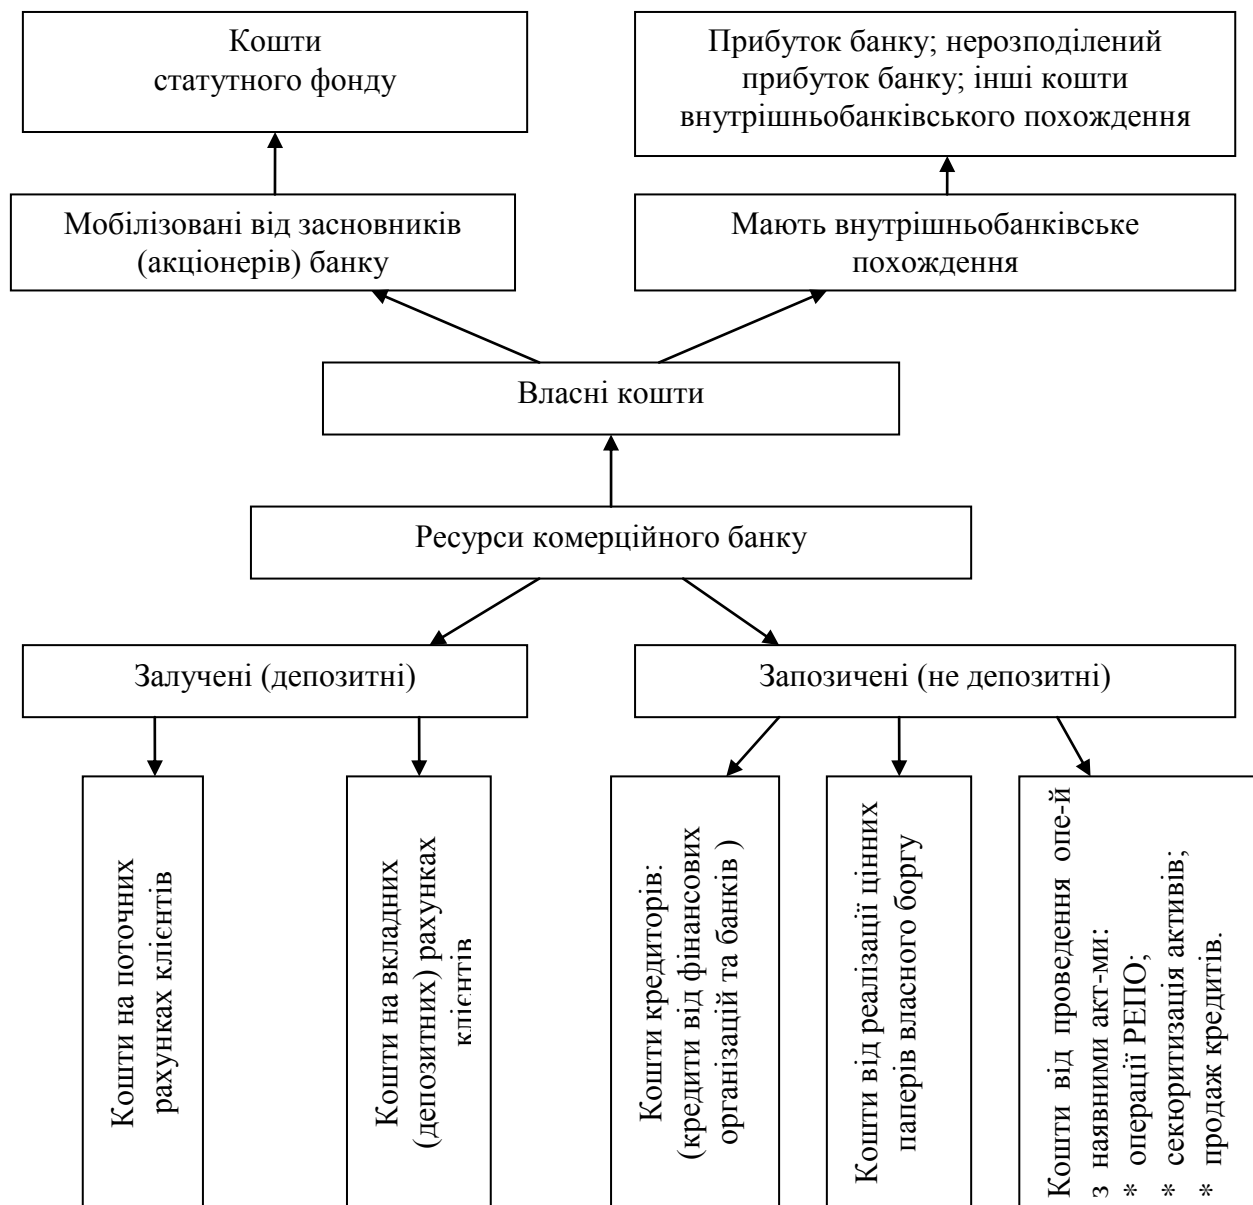 Кошти
статутного фонду
Прибуток банку; нерозподілений
прибуток банку; інші кошти
внутрішньобанківського походження
Мобілізовані від засновників
(акціонерів) банку
Мають внутрішньобанківське
походження
Власні кошти
Ресурси комерційного банку
Залучені (депозитні)
Запозичені (не депозитні)
Кошти на поточних
рахунках клієнтів
Кошти на вкладних
(депозитних) рахунках
клієнтів
Кошти кредиторів:
(кредити від фінансових
організацій та банків )
Кошти від реалізації цінних
паперів власного боргу
Кошти від проведення опе-й
з наявними акт-ми:
* операції РЕПО;
* секюритизація активів;
* продаж кредитів.